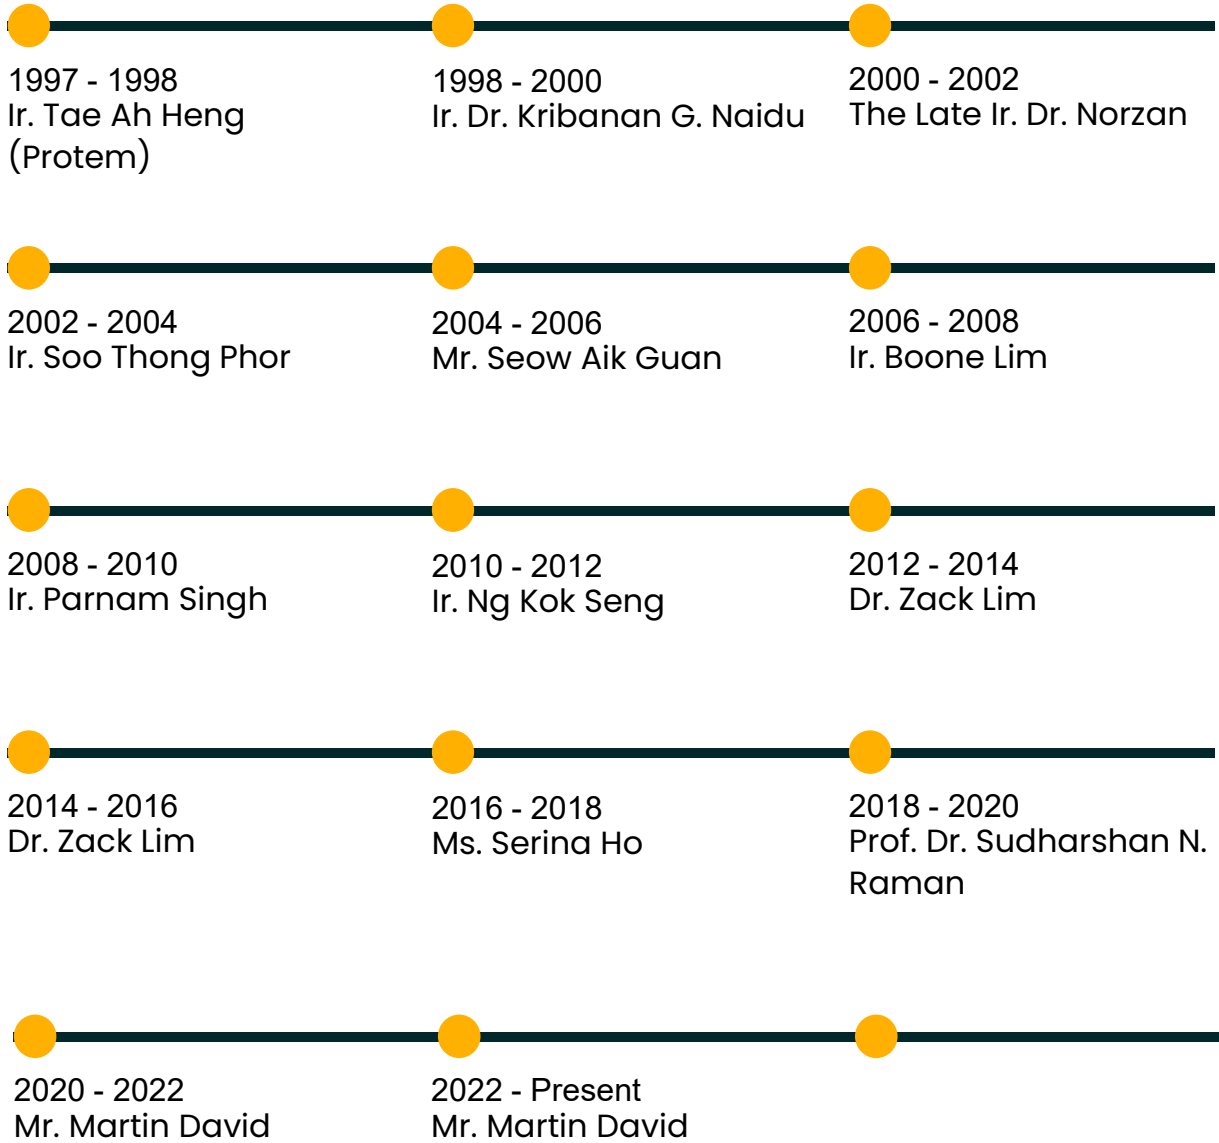 1997 - 1998
Ir. Tae Ah Heng
(Protem)
1998 - 2000
Ir. Dr. Kribanan G. Naidu
2000 - 2002
The Late Ir. Dr. Norzan
2002 - 2004
Ir. Soo Thong Phor
2004 - 2006
Mr. Seow Aik Guan
2006 - 2008
Ir. Boone Lim
2008 - 2010
Ir. Parnam Singh
2010 - 2012
Ir. Ng Kok Seng
2012 - 2014
Dr. Zack Lim
2014 - 2016
Dr. Zack Lim
2016 - 2018
Ms. Serina Ho
2018 - 2020
Prof. Dr. Sudharshan N.
Raman
2020 - 2022
Mr. Martin David
2022 - Present
Mr. Martin David